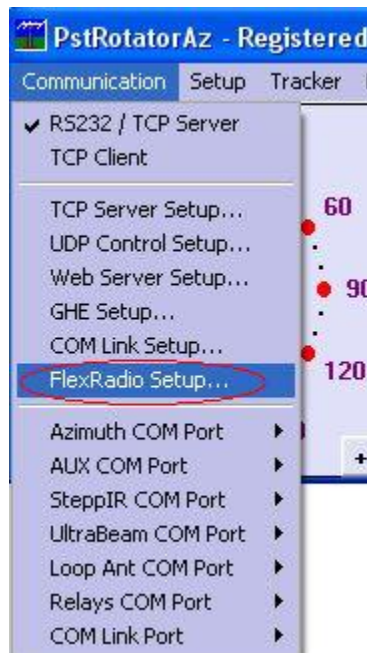 PstRotatorAz - Registered
Communication Setup Tracker
RS232 / TCP Server
TCP Client
TCP Server Setup...
UDP Control Setup...
Web Server Setup...
GHE Setup...
COM Link Setup...
FlexRadio Setup...
Azimuth COM Port
AUX COM Port
SteppIR COM Port
UltraBeam COM Port
Loop Ant COM Port
Relays COM Port
COM Link Port
60
90
120
+